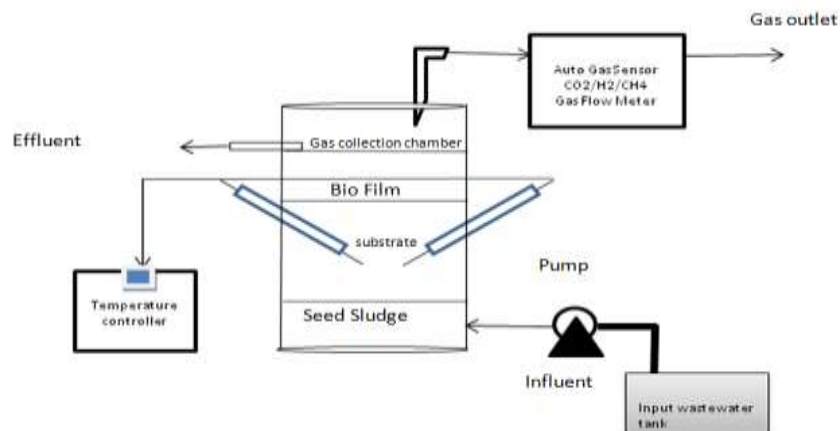 Gas outlet
Auto GasSensor
CO2/H2/CH4
GasFlow Meter
Gas collection chamber
Effluent
Bio Film
substrate
Pump
Temperature
controller
Seed Sludge
Influent
Input wastewater
tank